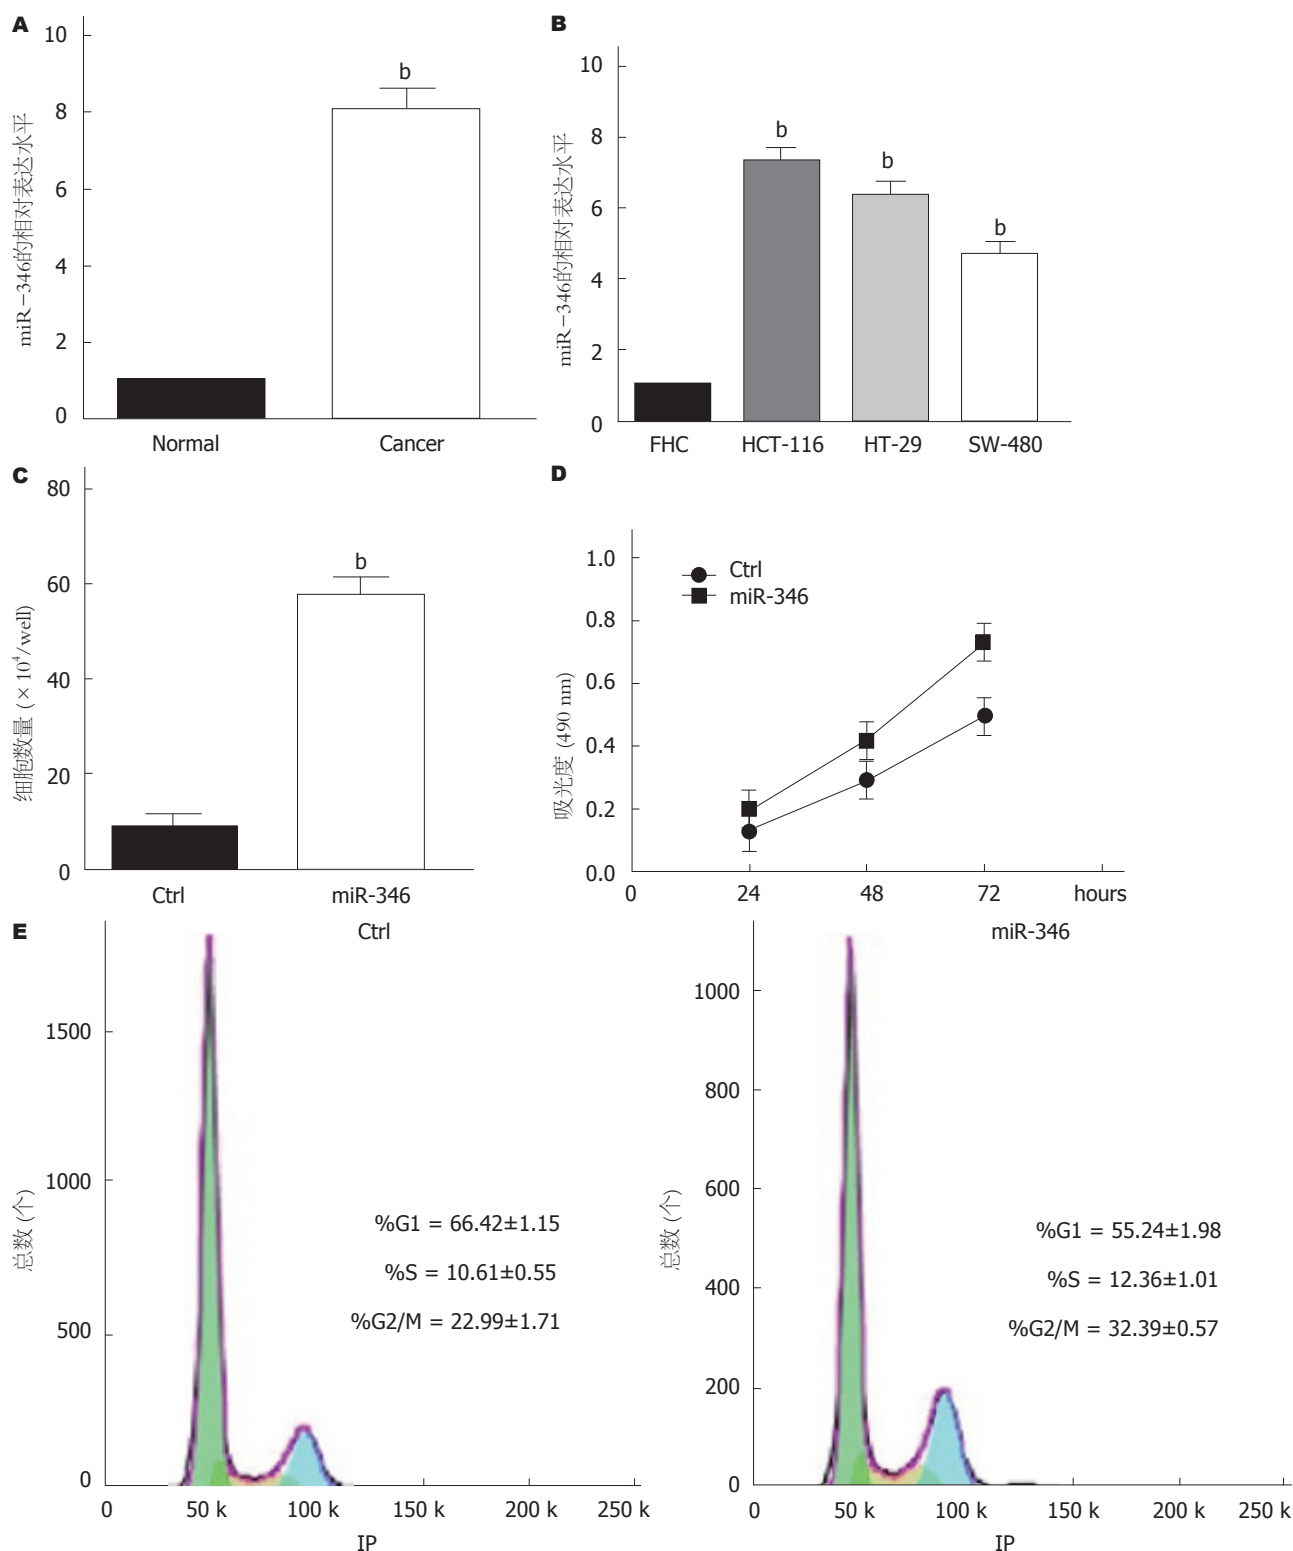 A
10
8
6
4
2
0
miR-346的相对表达水平
b
Normal
Cancer
B
10
8
6
4
2
0
miR-346的相对表达水平
b
b
b
FHC
HCT-116
HT-29
SW-480
C
80
60
40
20
0
细胞数量 (×10⁴/well)
b
Ctrl
miR-346
D
1.0
0.8
0.6
0.4
0.2
0.0
吸光度 (490 nm)
Ctrl
miR-346
0
24
48
72
hours
E
Ctrl
1500
1000
500
0
总数 (个)
%G1 = 66.42±1.15
%S = 10.61±0.55
%G2/M = 22.99±1.71
0
50 k
100 k
150 k
200 k
250 k
IP
miR-346
1000
800
600
400
200
0
总数 (个)
%G1 = 55.24±1.98
%S = 12.36±1.01
%G2/M = 32.39±0.57
0
50 k
100 k
150 k
200 k
250 k
IP